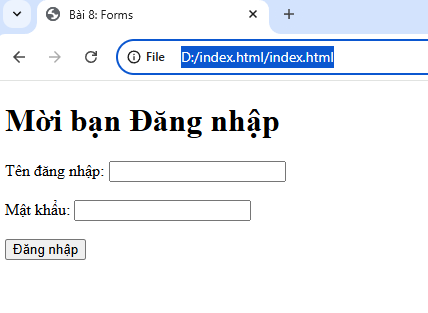 Bài 8: Forms
File D:/index.html/index.html
Mời bạn Đăng nhập
Tên đăng nhập:
Mật khẩu:
Đăng nhập